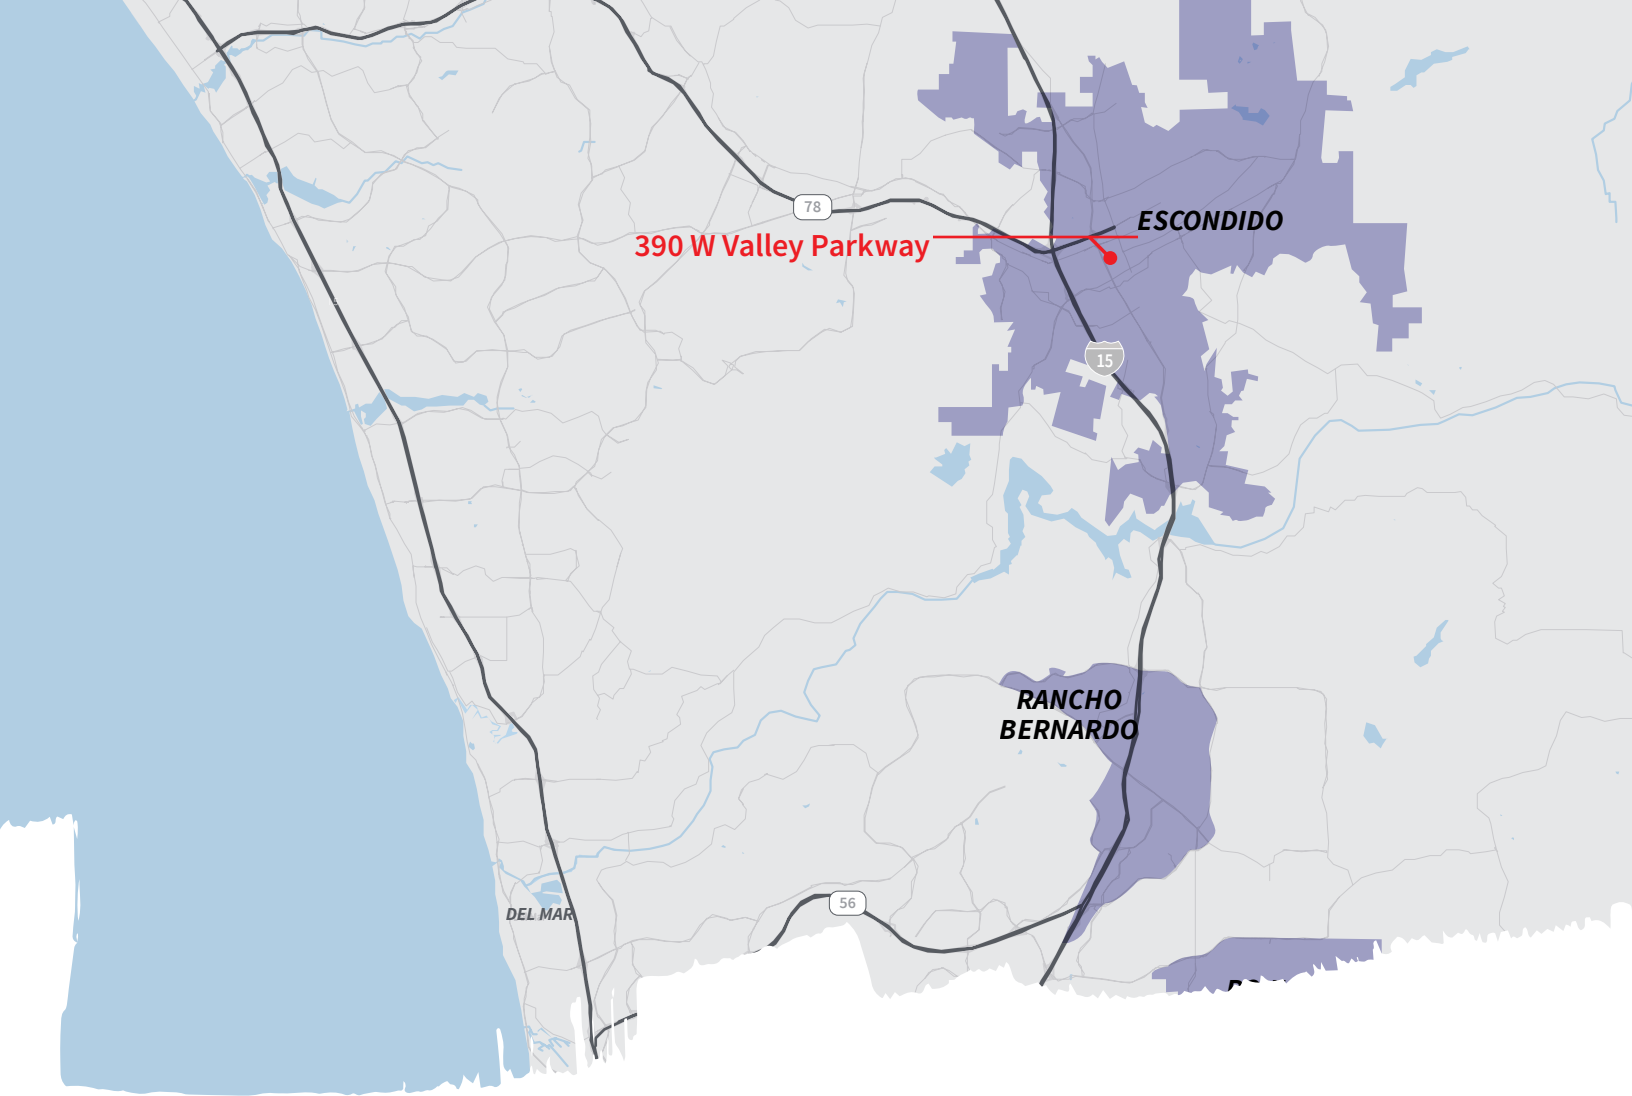 78
ESCONDIDO
390 W Valley Parkway
15
RANCHO
BERNARDO
56
DEL MAR